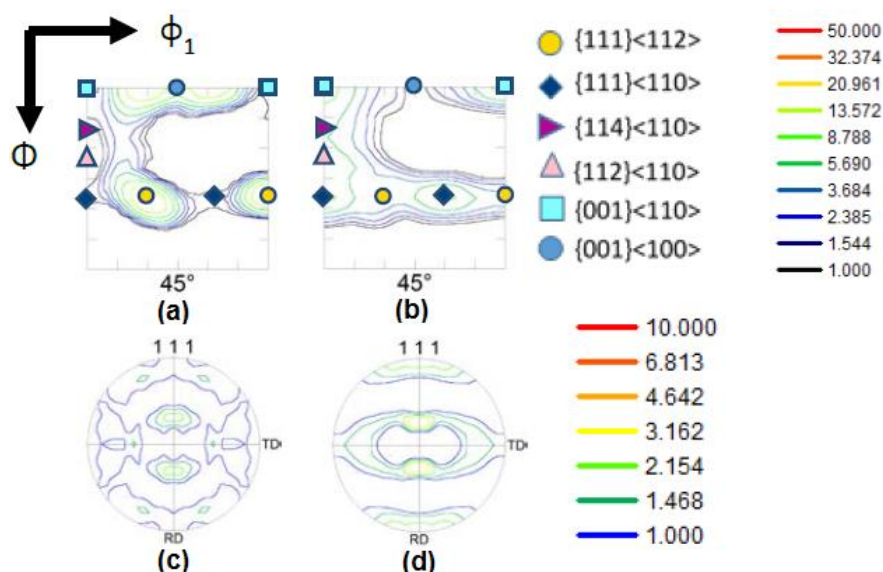 ϕ1
Φ
45°
(a)
45°
(b)
{111}<112>
{111}<110>
{114}<110>
{112}<110>
{001}<110>
{001}<100>
50.000
32.374
20.961
13.572
8.788
5.690
3.684
2.385
1.544
1.000
1 1 1
TD
RD
(c)
1 1 1
TD
RD
(d)
10.000
6.813
4.642
3.162
2.154
1.468
1.000